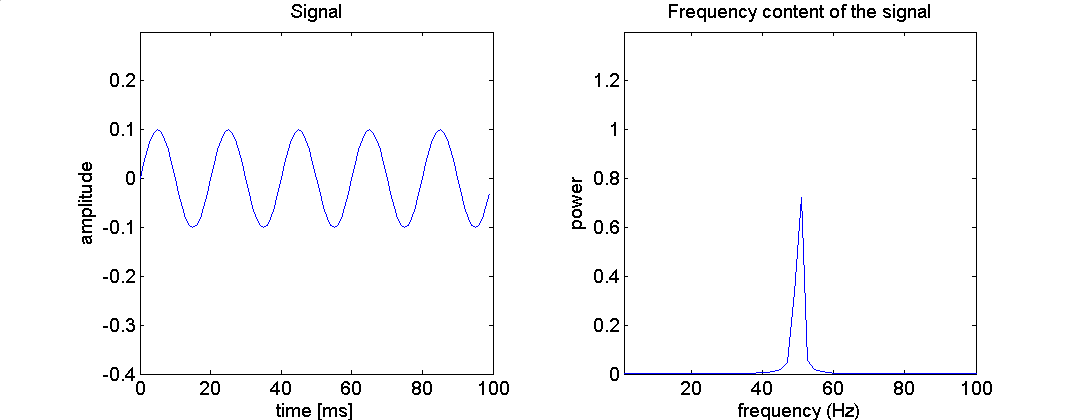 Signal
0.2
0.1
0
-0.1
-0.2
-0.3
-0.4
amplitude
0 20 40 60 80 100
time [ms]
Frequency content of the signal
1.2
1
0.8
0.6
0.4
0.2
0
power
20 40 60 80 100
frequency (Hz)